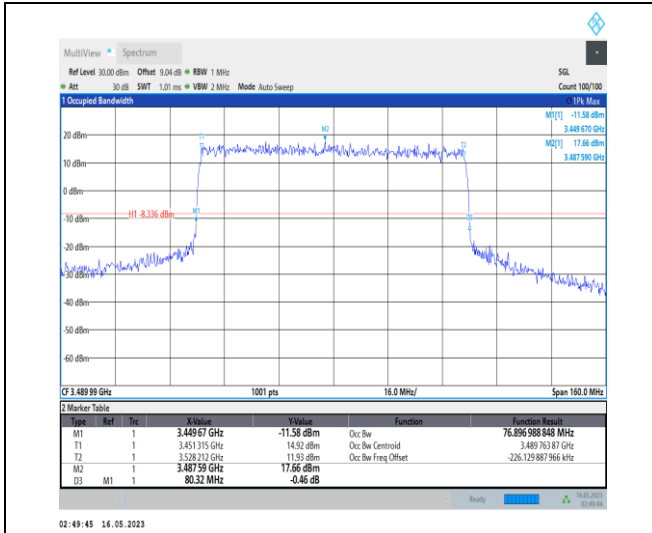 MultiView Spectrum
Ref Level 30.00 dBm Offset 9.04 dB RBW 1 MHz SGL
Att 30 dB SWT 1.01 ms VBW 2 MHz Mode Auto Sweep Count 100/100
1 Occupied Bandwidth 1Pk Max
M1[1] -11.58 dBm
3.449 670 GHz
M2[1] 17.66 dBm
3.487 590 GHz
20 dBm
M2
T1
T2
10 dBm
0 dBm
H1 -8.336 dBm
M1
-10 dBm
D3
-20 dBm
-30 dBm
-40 dBm
-50 dBm
-60 dBm
CF 3.489 99 GHz 1001 pts 16.0 MHz/ Span 160.0 MHz
2 Marker Table
Type Ref Trc X-Value Y-Value Function Function Result
M1 1 3.449 67 GHz -11.58 dBm Occ Bw 76.896 988 848 MHz
T1 1 3.451 315 GHz 14.92 dBm Occ Bw Centroid 3.489 763 87 GHz
T2 1 3.528 212 GHz 11.93 dBm Occ Bw Freq Offset -226.129 887 966 kHz
M2 1 3.487 59 GHz 17.66 dBm
D3 M1 1 80.32 MHz -0.46 dB
Ready 16.05.2023
02:49:44
02:49:45 16.05.2023